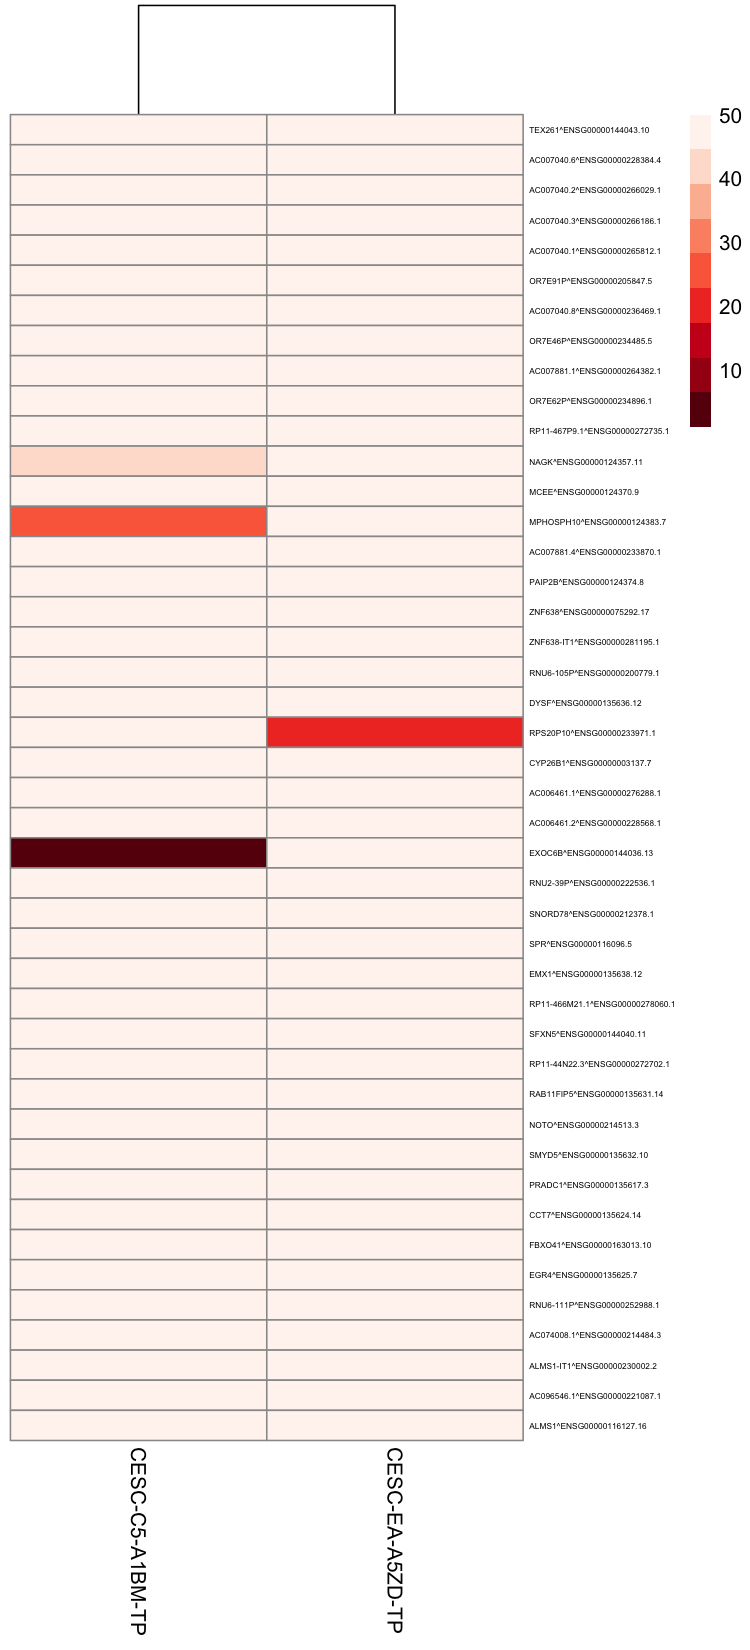 TEX261^ENSG00000144043.10
AC007040.6^ENSG00000228384.4
AC007040.2^ENSG00000266029.1
AC007040.3^ENSG00000266186.1
AC007040.1^ENSG00000265812.1
OR7E91P^ENSG00000205847.5
AC007040.8^ENSG00000236469.1
OR7E46P^ENSG00000234485.5
AC007881.1^ENSG00000264382.1
OR7E62P^ENSG00000234896.1
RP11-467P9.1^ENSG00000272735.1
NAGK^ENSG00000124357.11
MCEE^ENSG00000124370.9
MPHOSPH10^ENSG00000124383.7
AC007881.4^ENSG00000233870.1
PAIP2B^ENSG00000124374.8
ZNF638^ENSG00000075292.17
ZNF638-IT1^ENSG00000281195.1
RNU6-105P^ENSG00000200779.1
DYSF^ENSG00000135636.12
RPS20P10^ENSG00000233971.1
CYP26B1^ENSG00000003137.7
AC006461.1^ENSG00000276288.1
AC006461.2^ENSG00000228568.1
EXOC6B^ENSG00000144036.13
RNU2-39P^ENSG00000222536.1
SNORD78^ENSG00000212378.1
SPR^ENSG00000116096.5
EMX1^ENSG00000135638.12
RP11-466M21.1^ENSG00000278060.1
SFXN5^ENSG00000144040.11
RP11-44N22.3^ENSG00000272702.1
RAB11FIP5^ENSG00000135631.14
NOTO^ENSG00000214513.3
SMYD5^ENSG00000135632.10
PRADC1^ENSG00000135617.3
CCT7^ENSG00000135624.14
FBXO41^ENSG00000163013.10
EGR4^ENSG00000135625.7
RNU6-111P^ENSG00000252988.1
AC074008.1^ENSG00000214484.3
ALMS1-IT1^ENSG00000230002.2
AC096546.1^ENSG00000221087.1
ALMS1^ENSG00000116127.16
50
40
30
20
10
CESC-C5-A1BM-TP
CESC-EA-A5ZD-TP